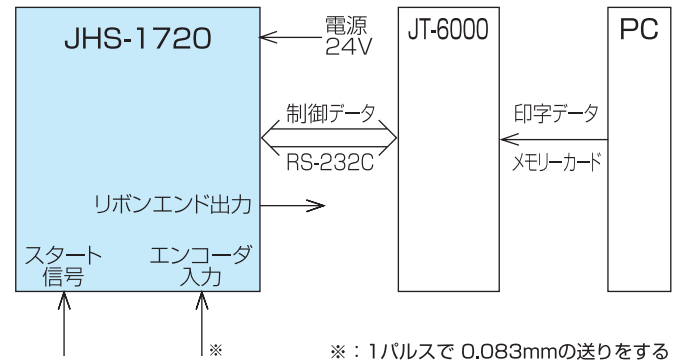 JHS-1720
電源
24V
JT-6000
PC
制御データ
RS-232C
印字データ
メモリーカード
リボンエンド出力
スタート
信号
エンコーダ
入力
※
※：1パルスで 0.083mmの送りをする